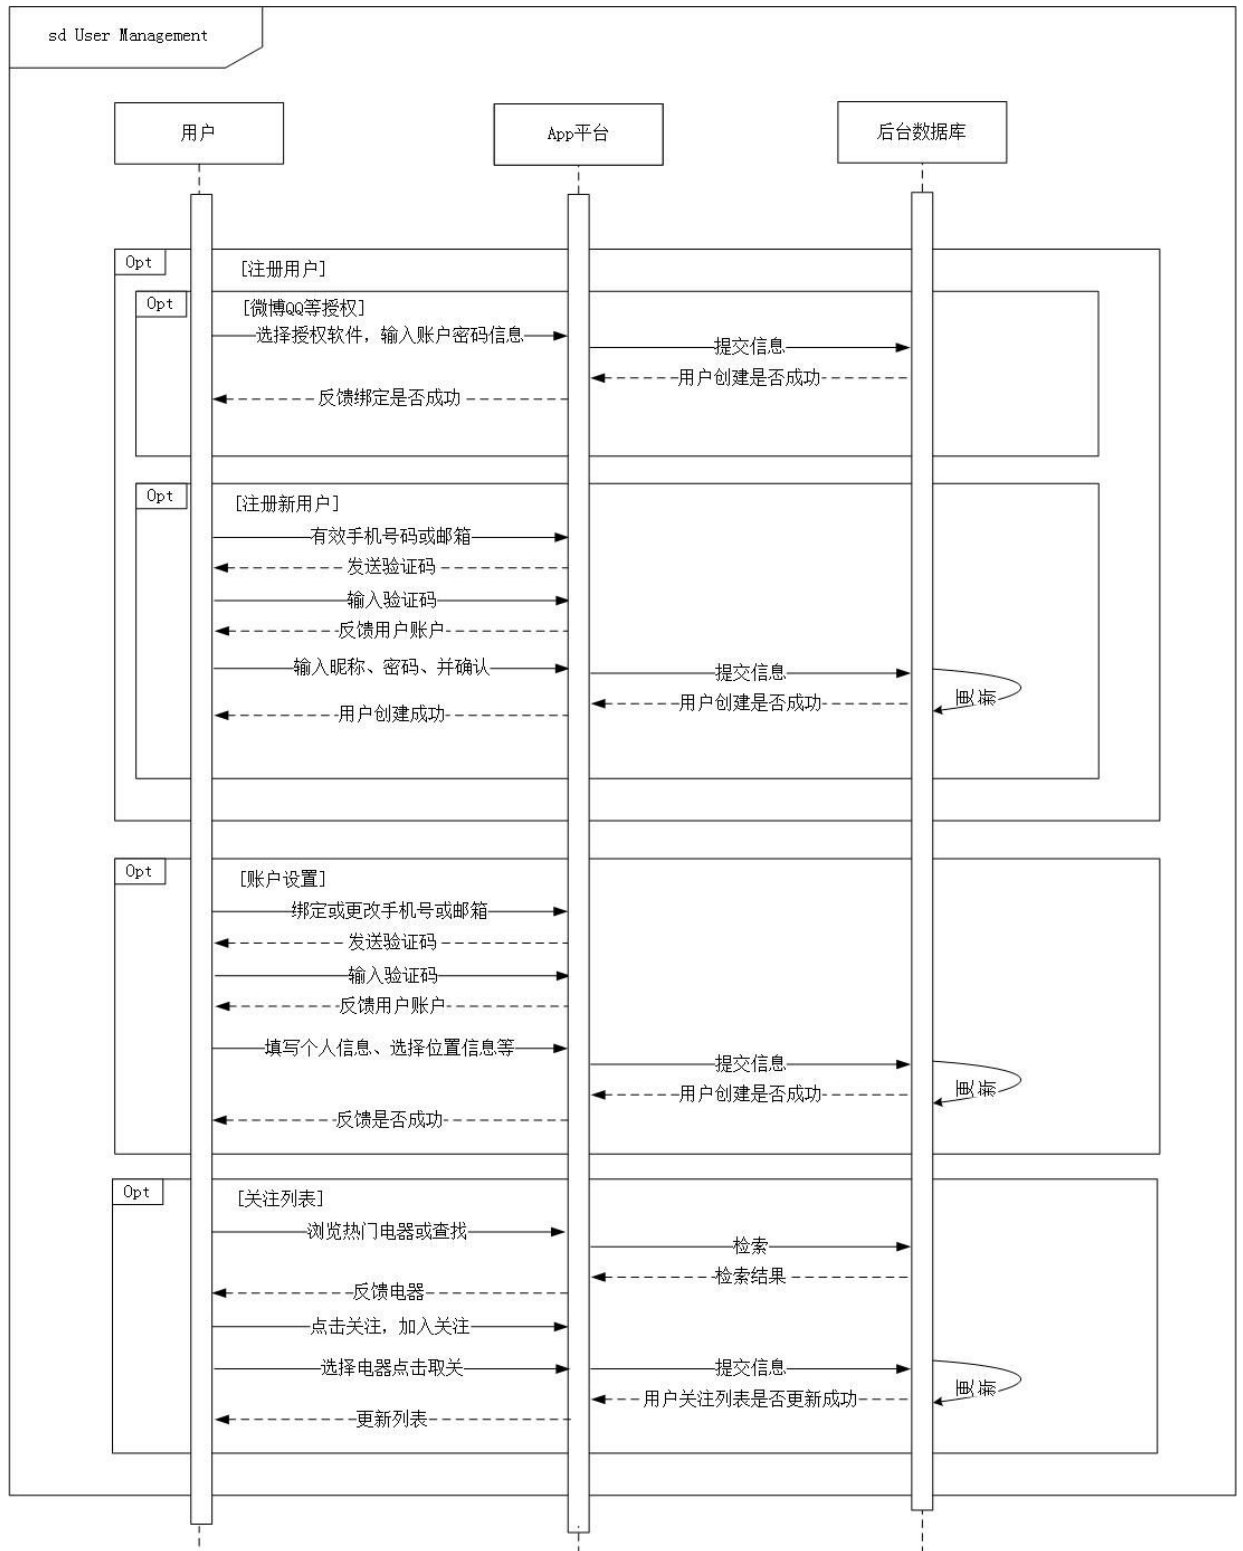 sd User Management
用户
App平台
后台数据库
Opt
[注册用户]
Opt
[微博QQ等授权]
选择授权软件，输入账户密码信息
提交信息
用户创建是否成功
反馈绑定是否成功
Opt
[注册新用户]
有效手机号码或邮箱
发送验证码
输入验证码
反馈用户账户
输入昵称、密码、并确认
提交信息
更新
用户创建是否成功
用户创建成功
Opt
[账户设置]
绑定或更改手机号或邮箱
发送验证码
输入验证码
反馈用户账户
填写个人信息、选择位置信息等
提交信息
更新
用户创建是否成功
反馈是否成功
Opt
[关注列表]
浏览热门电器或查找
检索
检索结果
反馈电器
点击关注，加入关注
选择电器点击取关
提交信息
更新
用户关注列表是否更新成功
更新列表